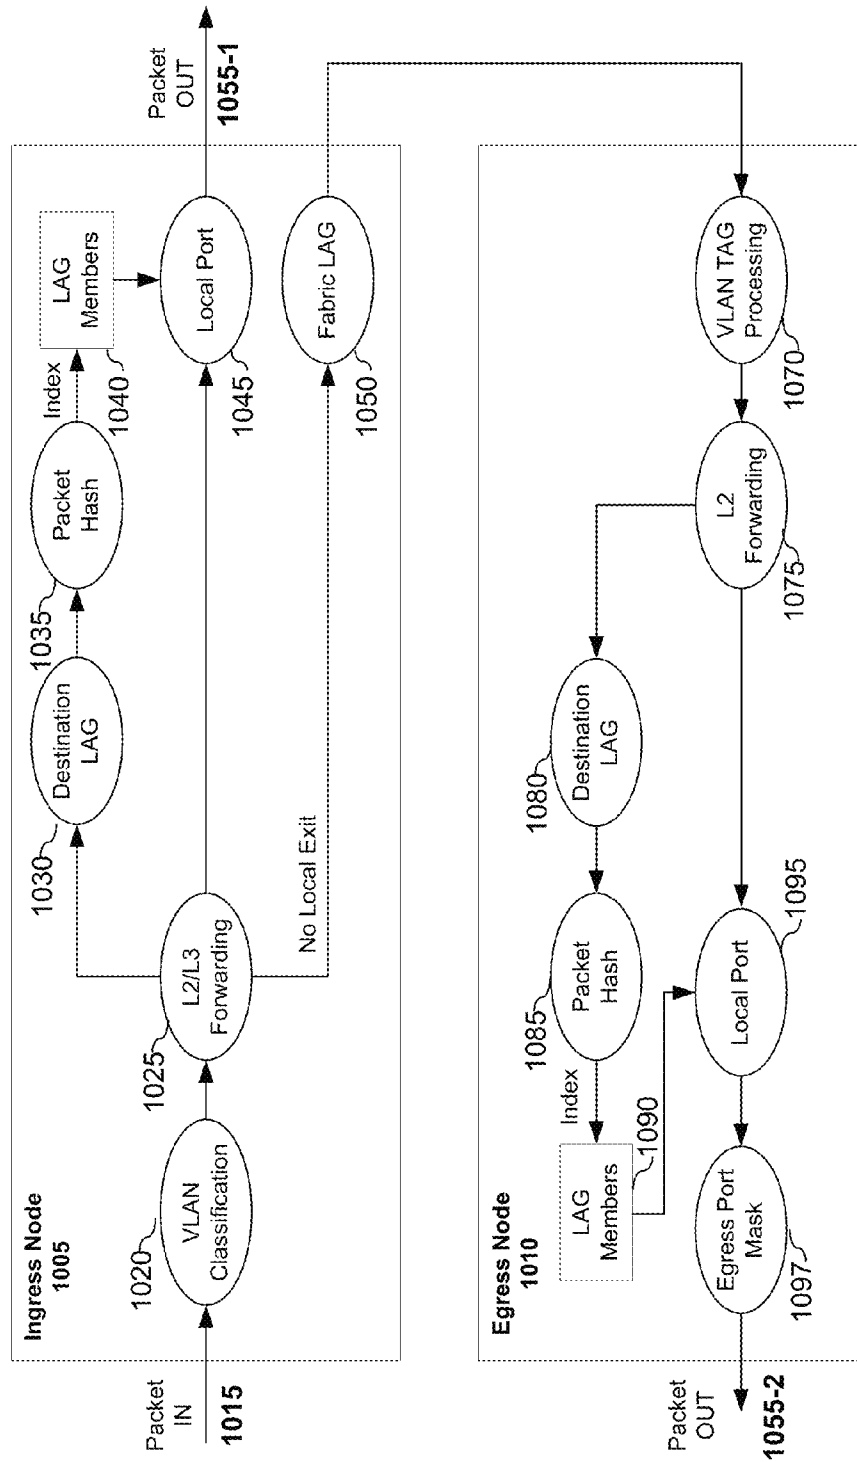 Ingress Node
1005
Packet
IN
1015
VLAN
Classification
1020
L2/L3
Forwarding
1025
Destination
LAG
1030
Packet
Hash
1035
Index
LAG
Members
1040
Local Port
1045
Packet
OUT
1055-1
No Local Exit
Fabric LAG
1050
Egress Node
1010
VLAN TAG
Processing
1070
L2
Forwarding
1075
Destination
LAG
1080
Packet
Hash
1085
Index
LAG
Members
1090
Local Port
1095
Egress Port
Mask
1097
Packet
OUT
1055-2